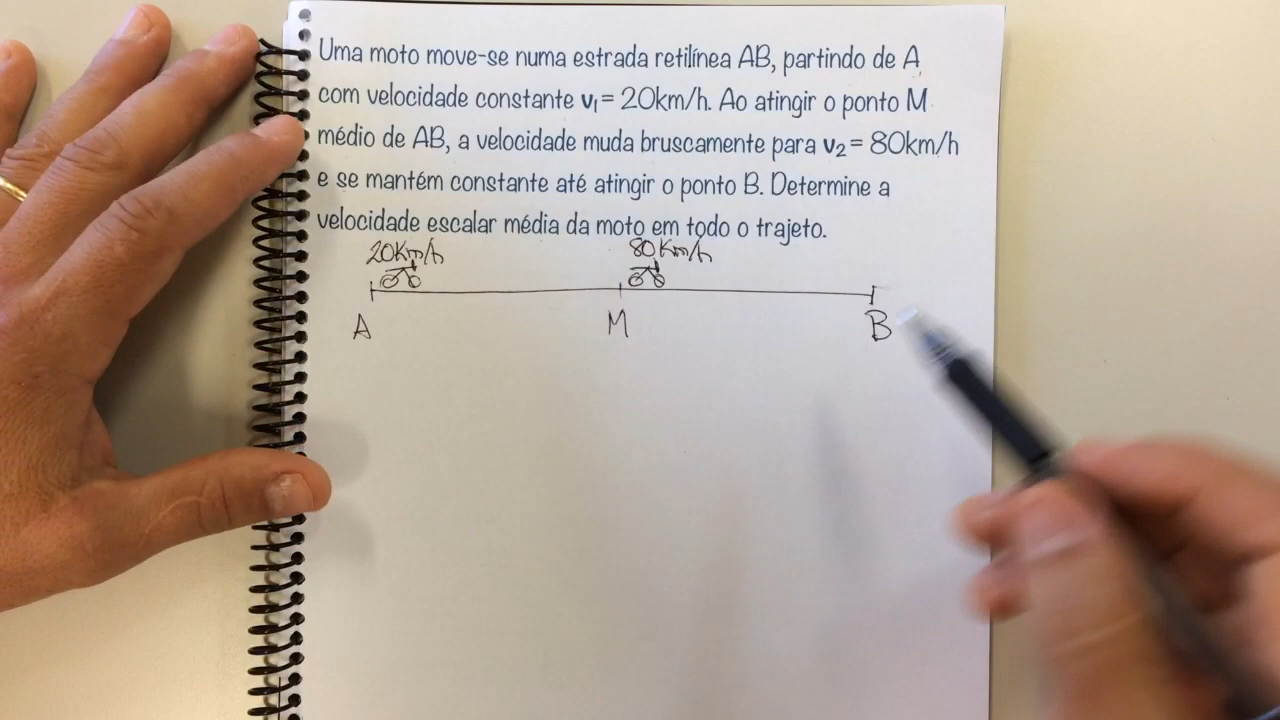 Uma moto move-se numa estrada retilínea AB, partindo de A
com velocidade constante v₁ = 20km/h. Ao atingir o ponto M
médio de AB, a velocidade muda bruscamente para v₂ = 80km/h
e se mantém constante até atingir o ponto B. Determine a
velocidade escalar média da moto em todo o trajeto.
20km/h 80km/h
A M B